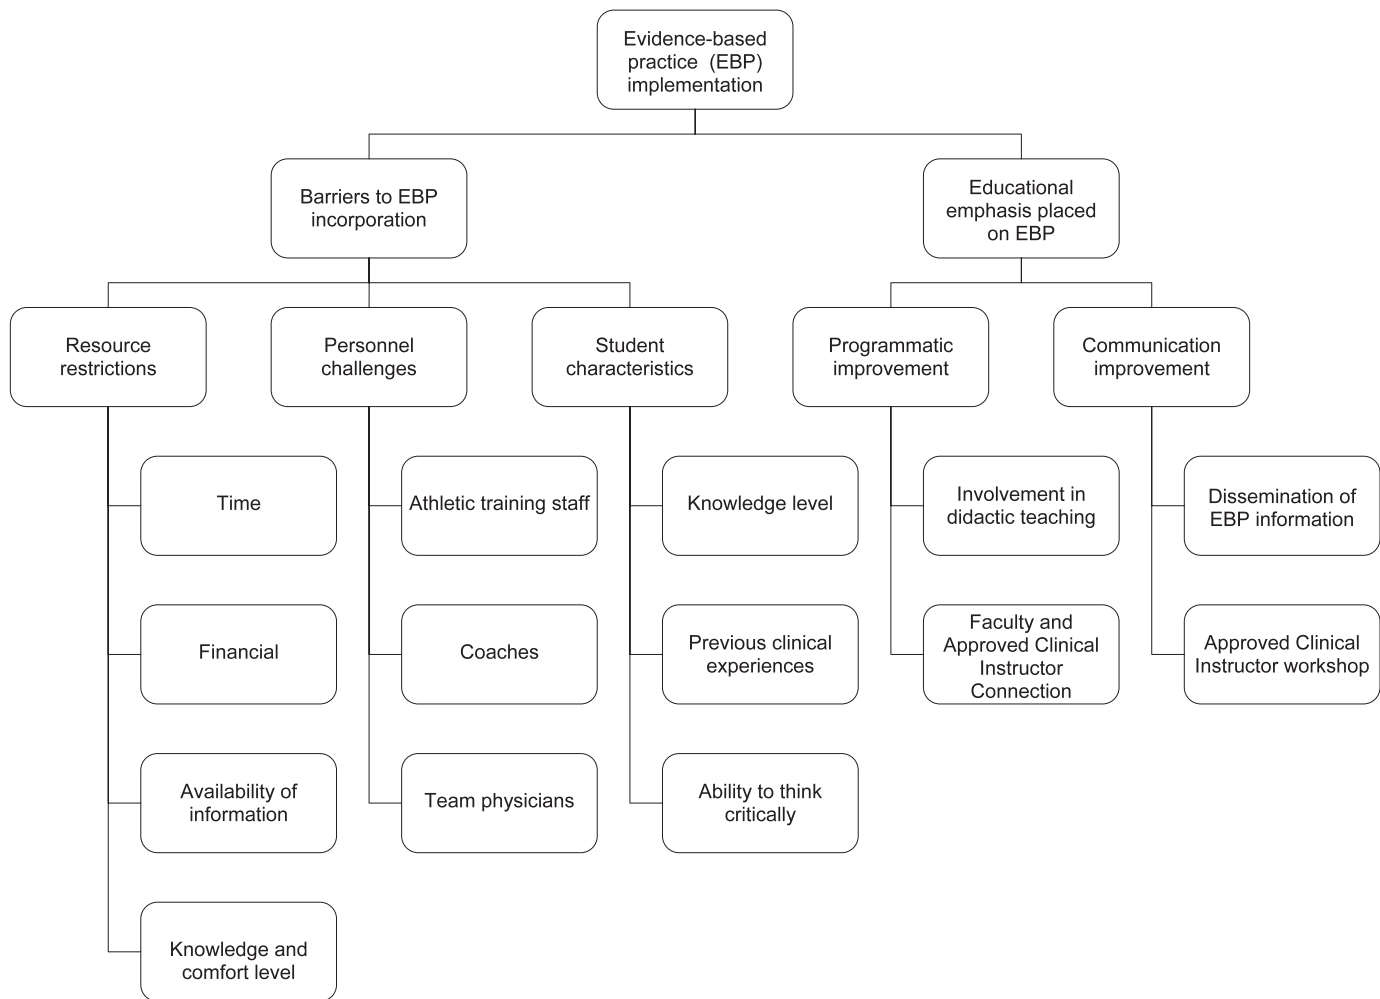 Evidence-based
practice (EBP)
implementation
Barriers to EBP
incorporation
Educational
emphasis placed
on EBP
Resource
restrictions
Personnel
challenges
Student
characteristics
Programmatic
improvement
Communication
improvement
Time
Athletic training staff
Knowledge level
Involvement in
didactic teaching
Dissemination of
EBP information
Financial
Coaches
Previous clinical
experiences
Faculty and
Approved Clinical
Instructor
Connection
Approved Clinical
Instructor workshop
Availability of
information
Team physicians
Ability to think
critically
Knowledge and
comfort level